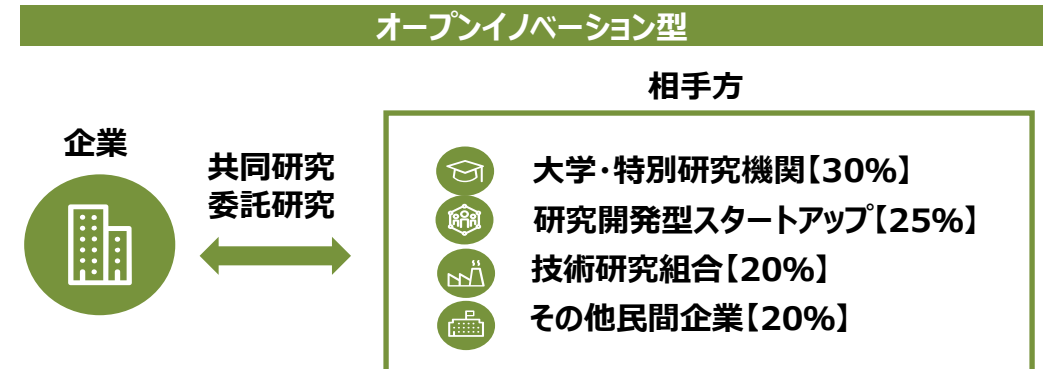 オープンイノベーション型
相手方
企業
共同研究
委託研究
大学・特別研究機関【30%】
研究開発型スタートアップ【25%】
技術研究組合【20%】
その他民間企業【20%】